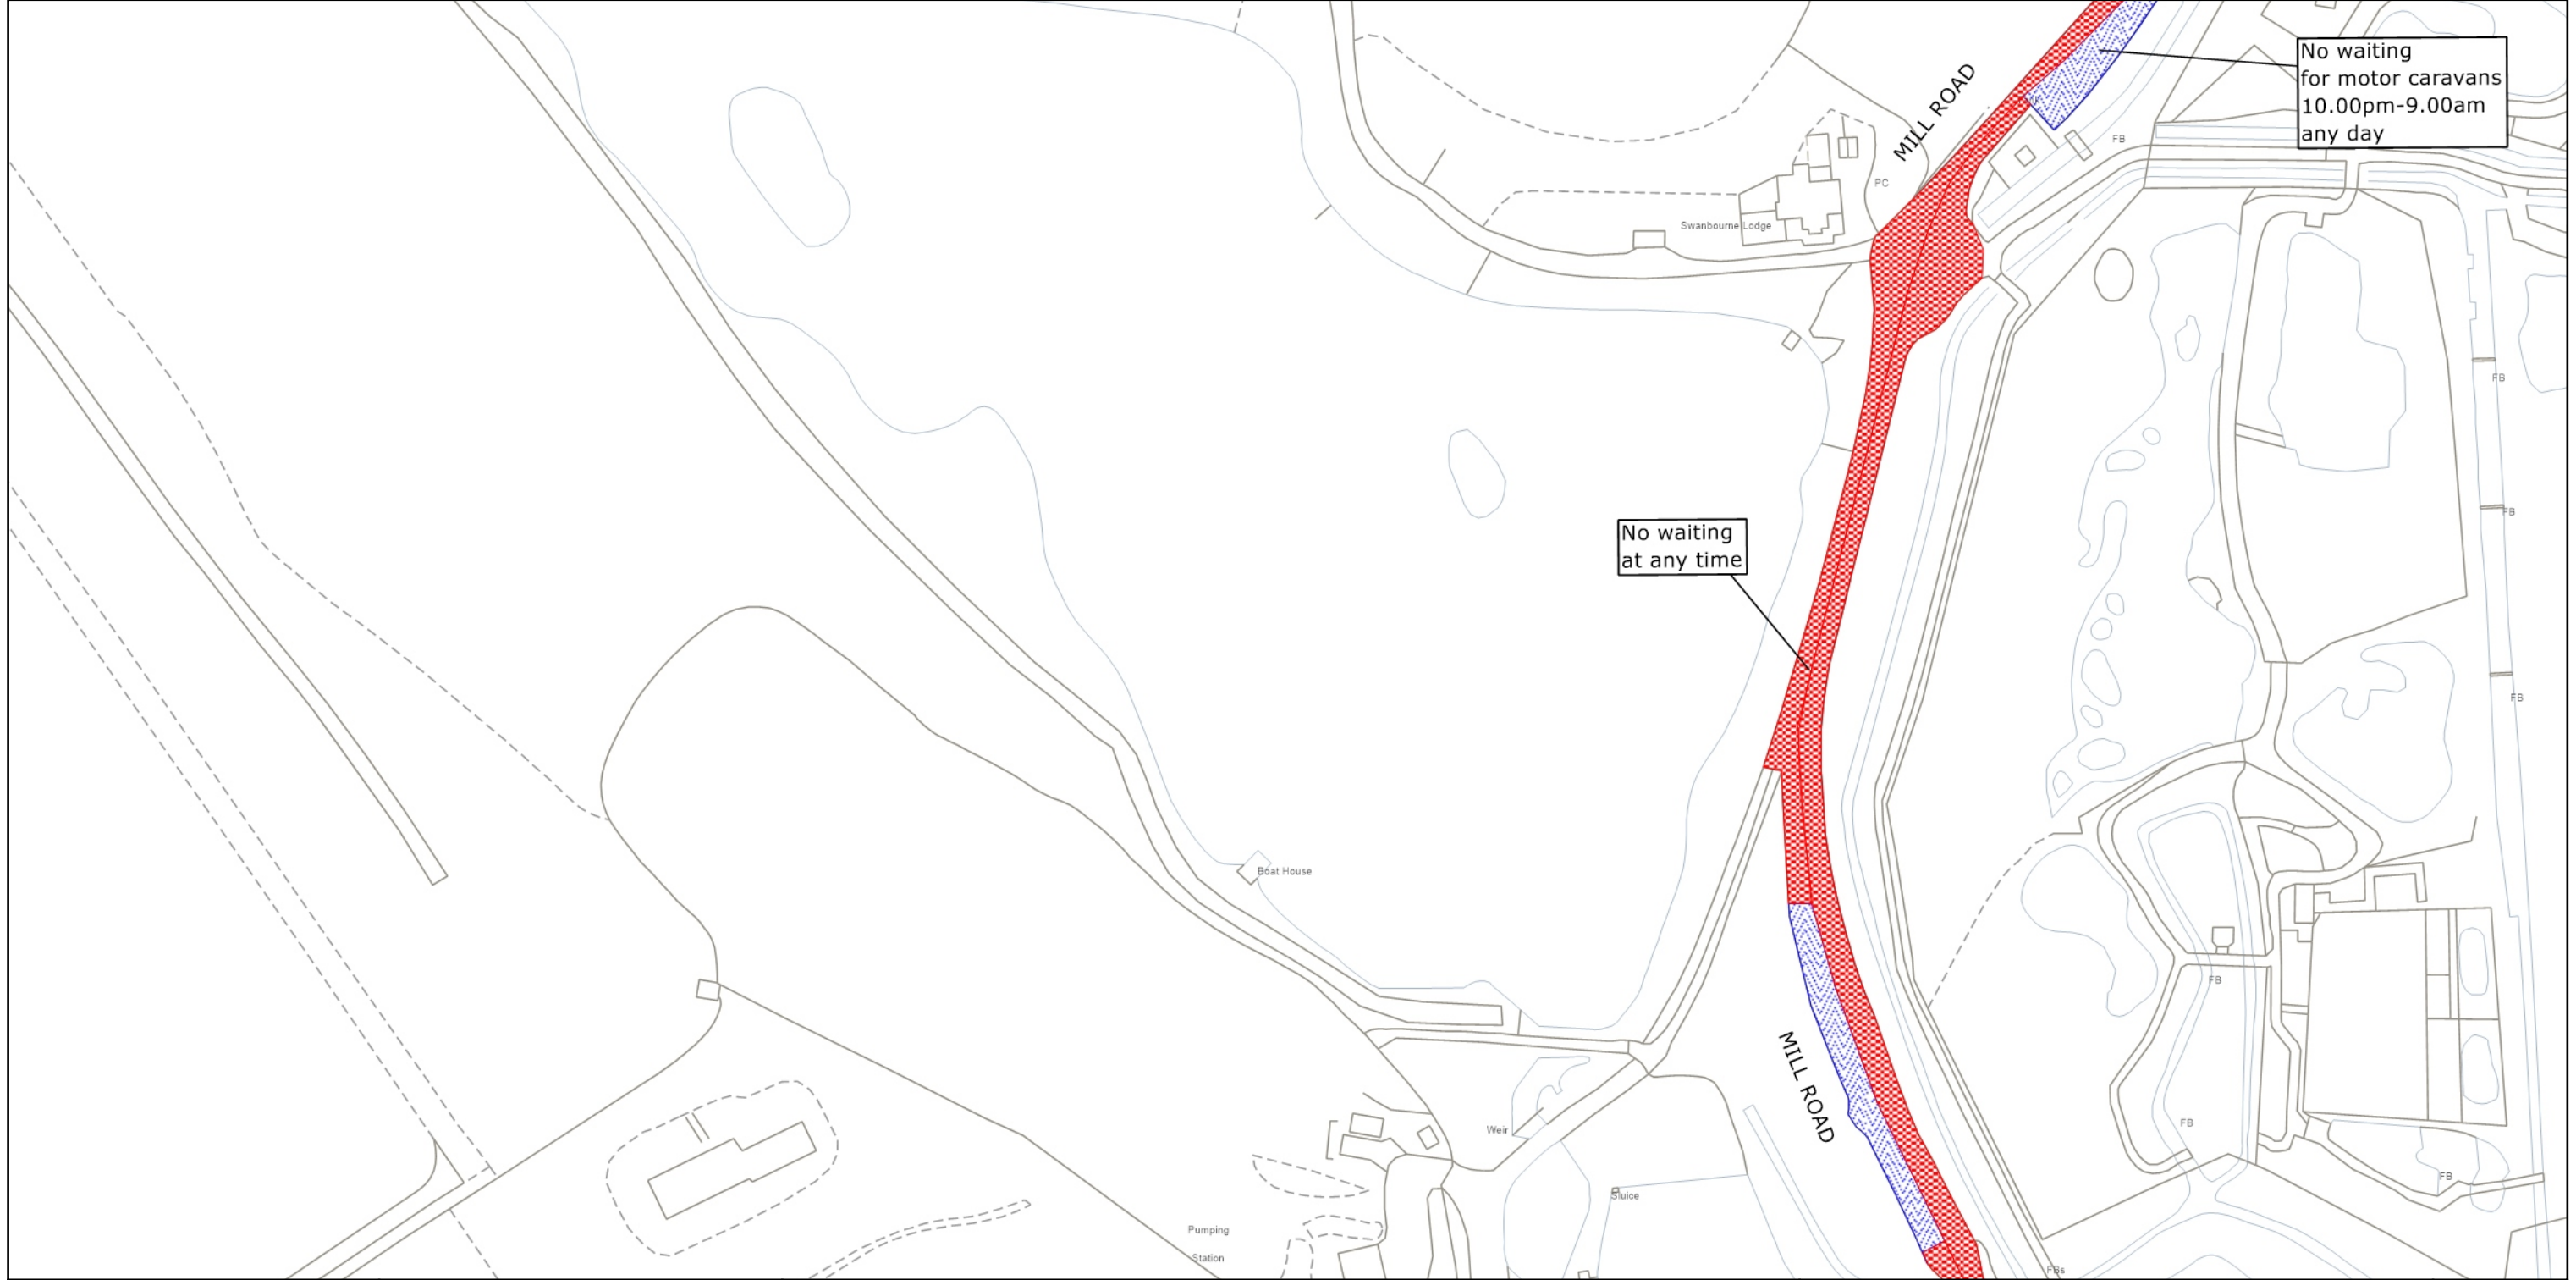 No waiting
for motor caravans
10.00pm-9.00am
any day
MILL ROAD
FB
PC
Swanbourne Lodge
FB
FB
No waiting
at any time
FB
Boat House
FB
MILL ROAD
FB
Weir
FB
Sluice
Pumping
Station
FBs